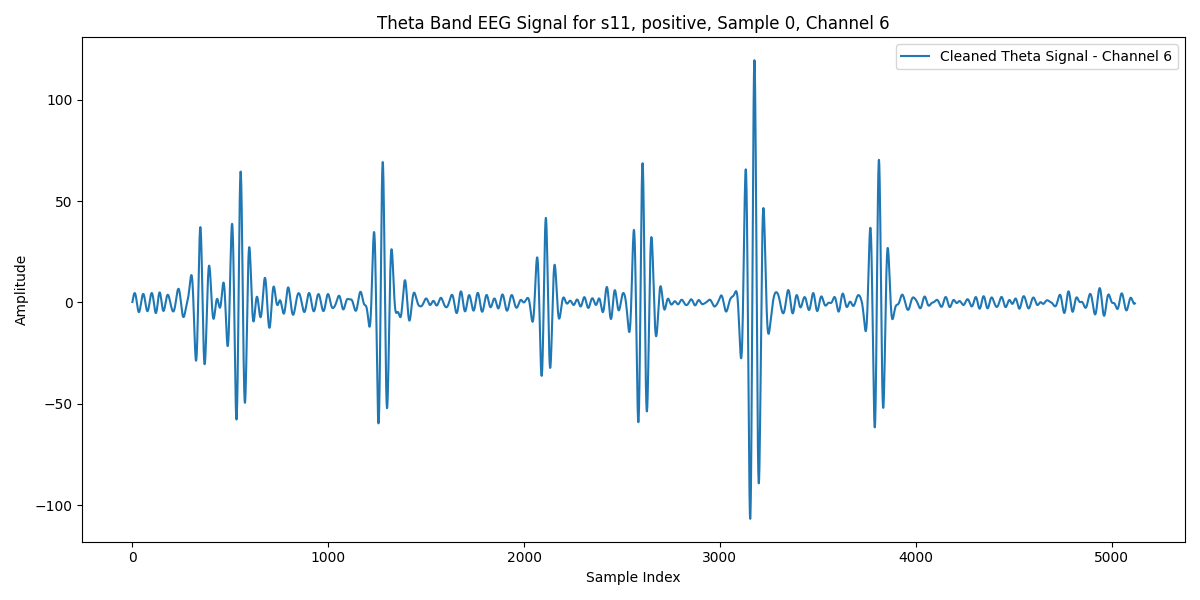 Theta Band EEG Signal for s11, positive, Sample 0, Channel 6
Cleaned Theta Signal - Channel 6
100
50
0
−50
−100
Amplitude
0 1000 2000 3000 4000 5000
Sample Index